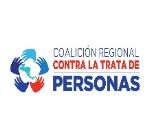 COALICIÓN REGIONAL
CONTRA LA TRATA DE
PERSONAS